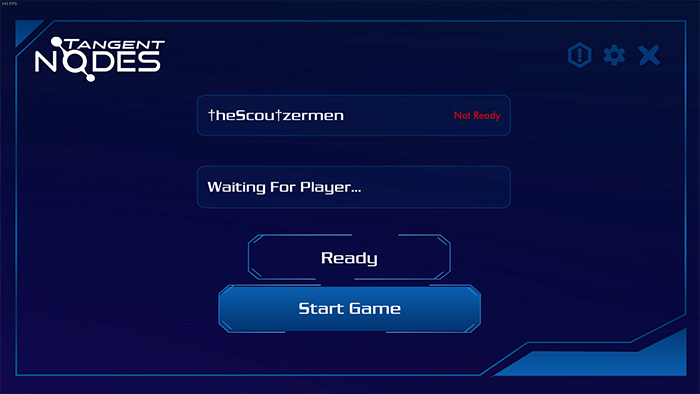 TANGENT
NODES
†heScou†zermen
Not Ready
Waiting For Player...
Ready
Start Game